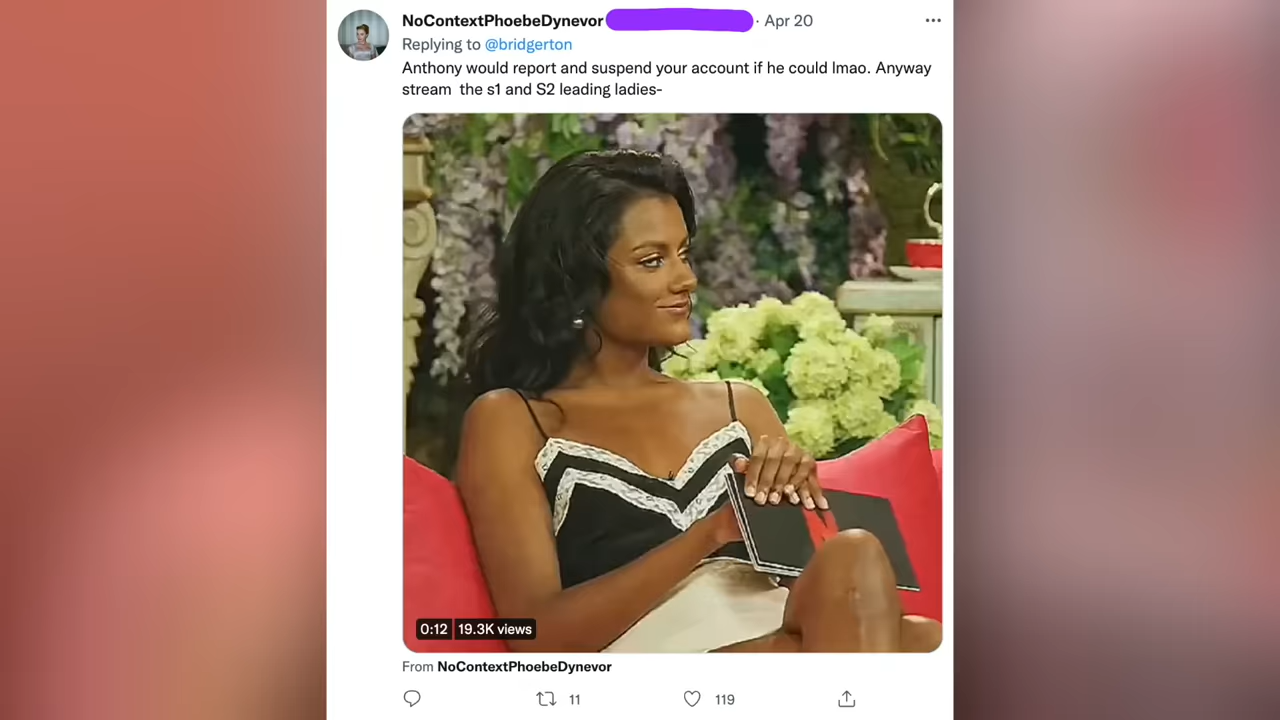 NoContextPhoebeDynevor · Apr 20
Replying to @bridgerton
Anthony would report and suspend your account if he could lmao. Anyway
stream  the s1 and S2 leading ladies-
0:12 19.3K views
From NoContextPhoebeDynevor
11 119